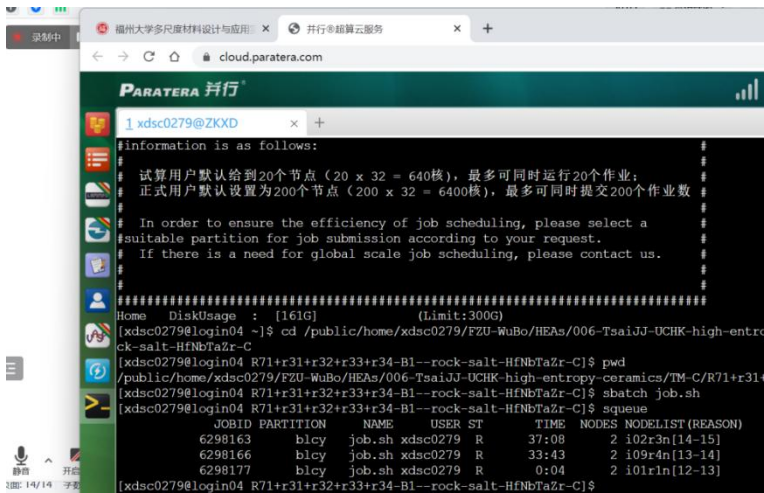 录制中
福州大学多尺度材料设计与应用
并行®超算云服务
cloud.paratera.com
PARATERA 并行
1 xdsc0279@ZKXD
#information is as follows: #
# #
# 试算用户默认给到20个节点（20 x 32 = 640核），最多可同时运行20个作业； #
# 正式用户默认设置为200个节点（200 x 32 = 6400核），最多可同时提交200个作业数 #
# #
# In order to ensure the efficiency of job scheduling, please select a #
#suitable partition for job submission according to your request. #
# If there is a need for global scale job scheduling, please contact us. #
# #
# #
Home DiskUsage : [161G] (Limit:300G)
[xdsc0279@login04 ~]$ cd /public/home/xdsc0279/FZU-WuBo/HEAs/006-TsaiJJ-UCHK-high-entro
ck-salt-HfNbTaZr-C
[xdsc0279@login04 R71+r31+r32+r33+r34-B1--rock-salt-HfNbTaZr-C]$ pwd
/public/home/xdsc0279/FZU-WuBo/HEAs/006-TsaiJJ-UCHK-high-entropy-ceramics/TM-C/R71+r31+
[xdsc0279@login04 R71+r31+r32+r33+r34-B1--rock-salt-HfNbTaZr-C]$ sbatch job.sh
[xdsc0279@login04 R71+r31+r32+r33+r34-B1--rock-salt-HfNbTaZr-C]$ squeue
JOBID PARTITION NAME USER ST TIME NODES NODELIST(REASON)
6298163 blcy job.sh xdsc0279 R 37:08 2 i02r3n[14-15]
6298166 blcy job.sh xdsc0279 R 33:43 2 i09r4n[13-14]
6298177 blcy job.sh xdsc0279 R 0:04 2 i01r1n[12-13]
[xdsc0279@login04 R71+r31+r32+r33+r34-B1--rock-salt-HfNbTaZr-C]$
静音
开启
14/14